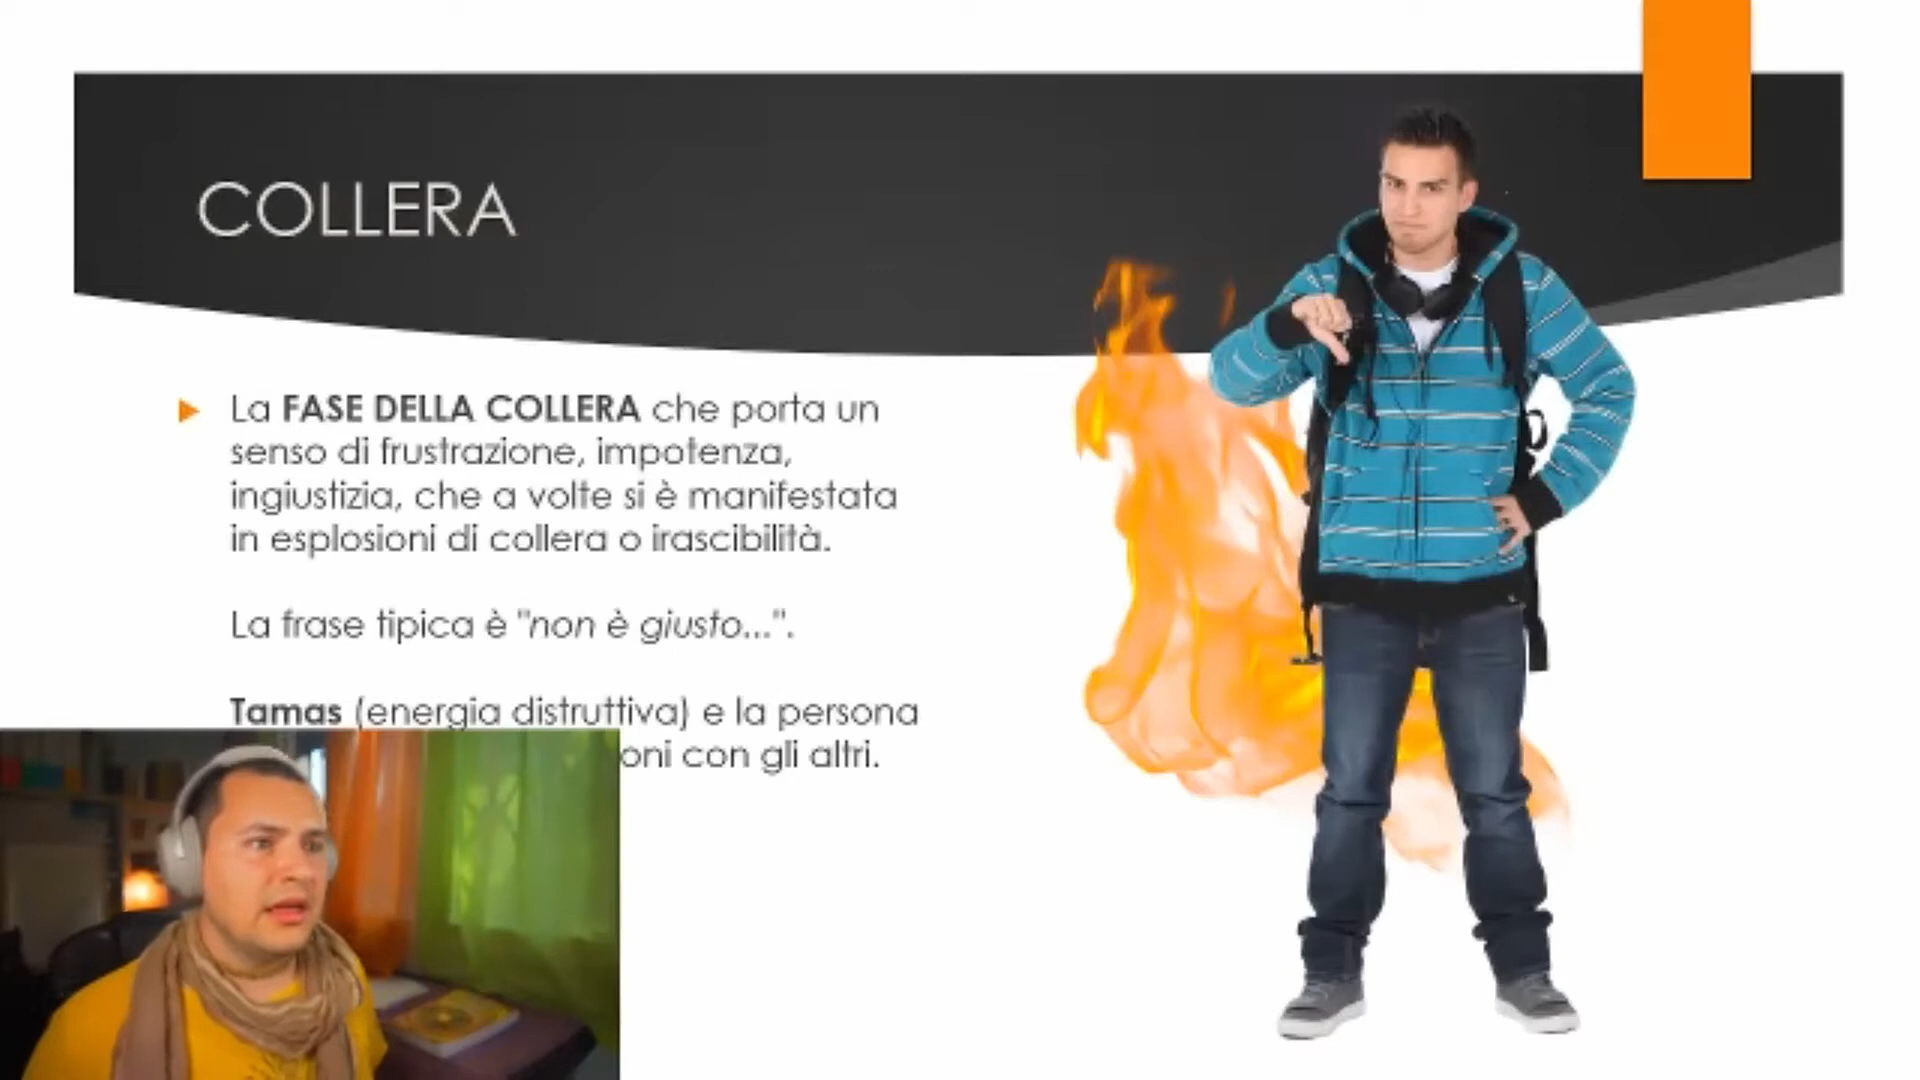 COLLERA
La FASE DELLA COLLERA che porta un
senso di frustrazione, impotenza,
ingiustizia, che a volte si è manifestata
in esplosioni di collera o irascibilità.
La frase tipica è "non è giusto...".
Tamas (energia distruttiva) e la persona
oni con gli altri.